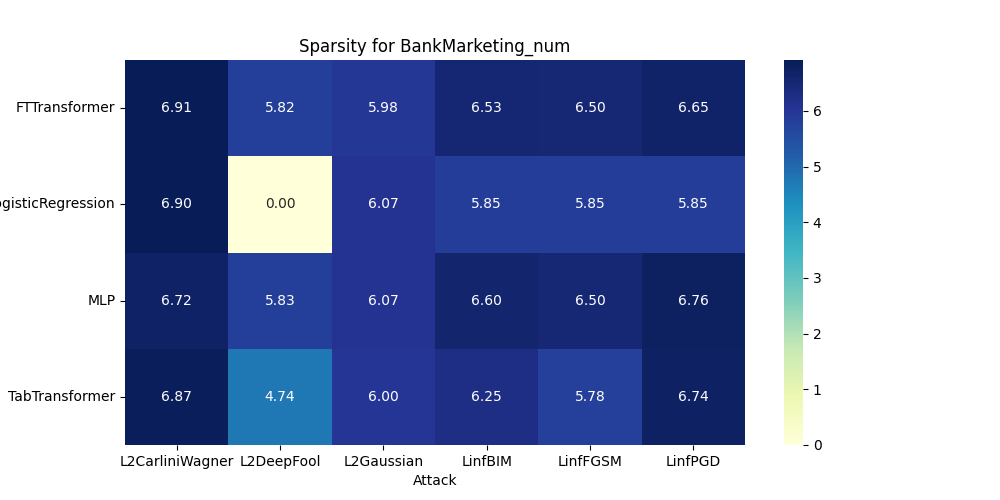 Sparsity for BankMarketing_num
FTTransformer 6.91 5.82 5.98 6.53 6.50 6.65
ogisticRegression 6.90 0.00 6.07 5.85 5.85 5.85
MLP 6.72 5.83 6.07 6.60 6.50 6.76
TabTransformer 6.87 4.74 6.00 6.25 5.78 6.74
L2CarliniWagner L2DeepFool L2Gaussian LinfBIM LinfFGSM LinfPGD
Attack
6
5
4
3
2
1
0